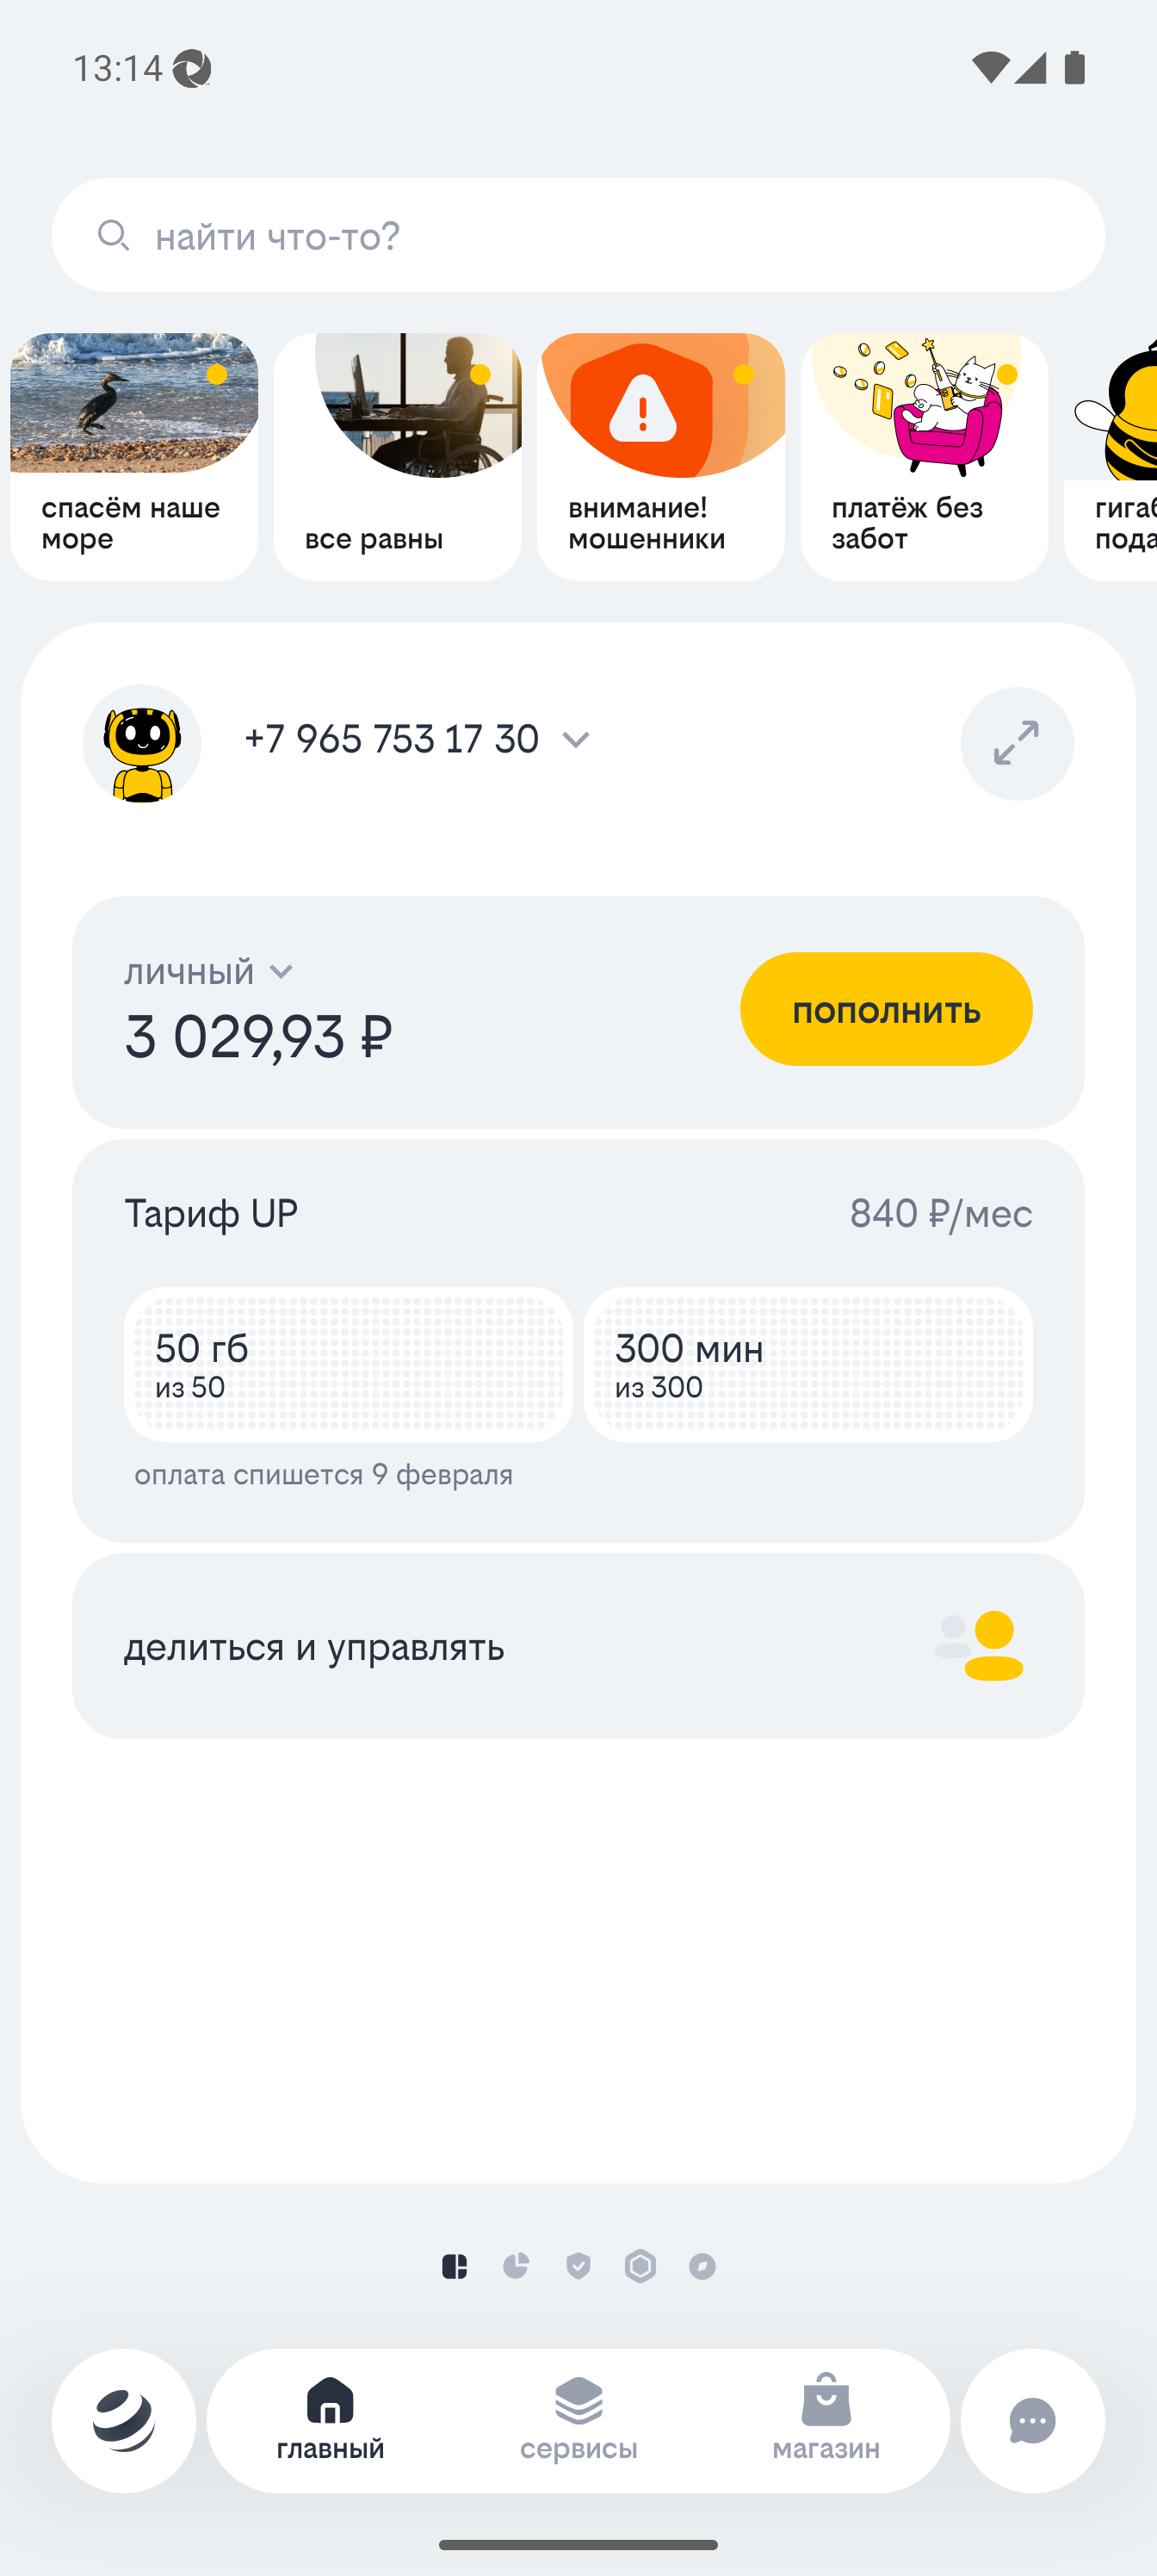 13:14
найти что-то?
спасём наше
море
все равны
внимание!
мошенники
платёж без
забот
гигаб
пода
+7 965 753 17 30
личный
3 029,93 ₽
пополнить
Тариф UP
840 ₽/мес
50 гб
из 50
300 мин
из 300
оплата спишется 9 февраля
делиться и управлять
главный
сервисы
магазин